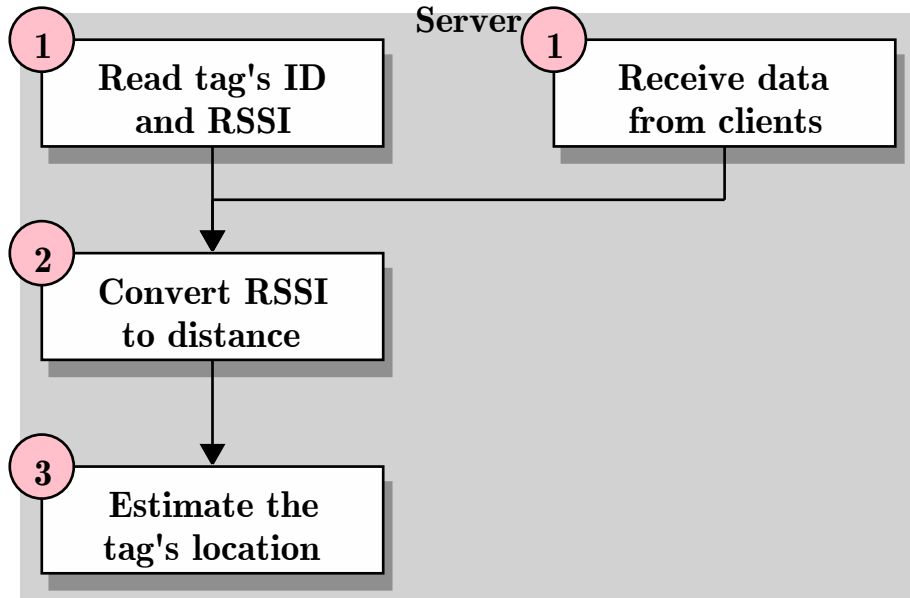 Server
1
Read tag's ID
and RSSI
1
Receive data
from clients
2
Convert RSSI
to distance
3
Estimate the
tag's location